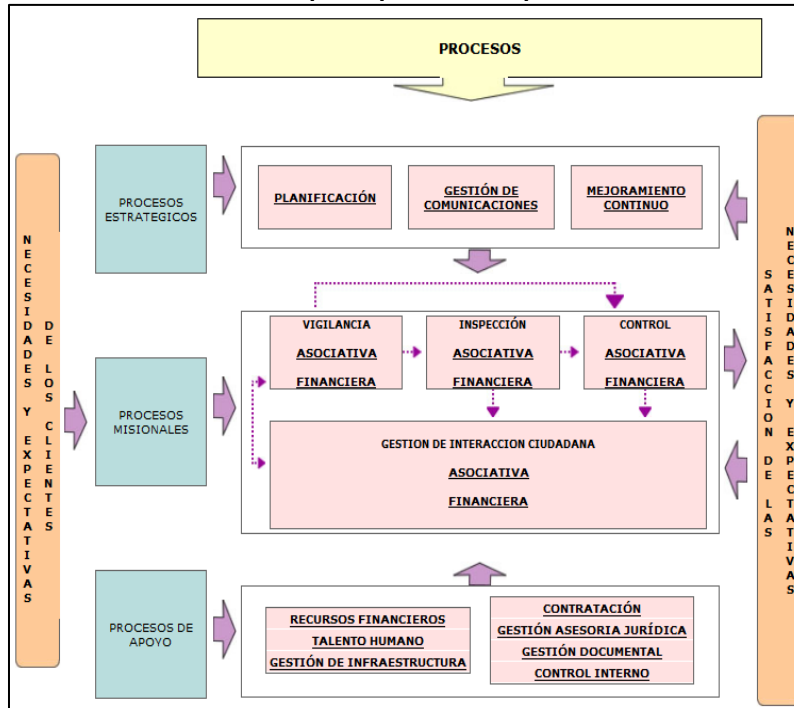 PROCESOS
NECESIDADES Y EXPECTATIVAS
DE LOS CLIENTES
PROCESOS
ESTRATEGICOS
PLANIFICACIÓN
GESTIÓN DE
COMUNICACIONES
MEJORAMIENTO
CONTINUO
PROCESOS
MISIONALES
VIGILANCIA
ASOCIATIVA
FINANCIERA
INSPECCIÓN
ASOCIATIVA
FINANCIERA
CONTROL
ASOCIATIVA
FINANCIERA
GESTION DE INTERACCION CIUDADANA
ASOCIATIVA
FINANCIERA
PROCESOS DE
APOYO
RECURSOS FINANCIEROS
TALENTO HUMANO
GESTIÓN DE INFRAESTRUCTURA
CONTRATACIÓN
GESTIÓN ASESORIA JURÍDICA
GESTIÓN DOCUMENTAL
CONTROL INTERNO
SATISFACCION DE LAS
NECESIDADES Y EXPECTATIVAS